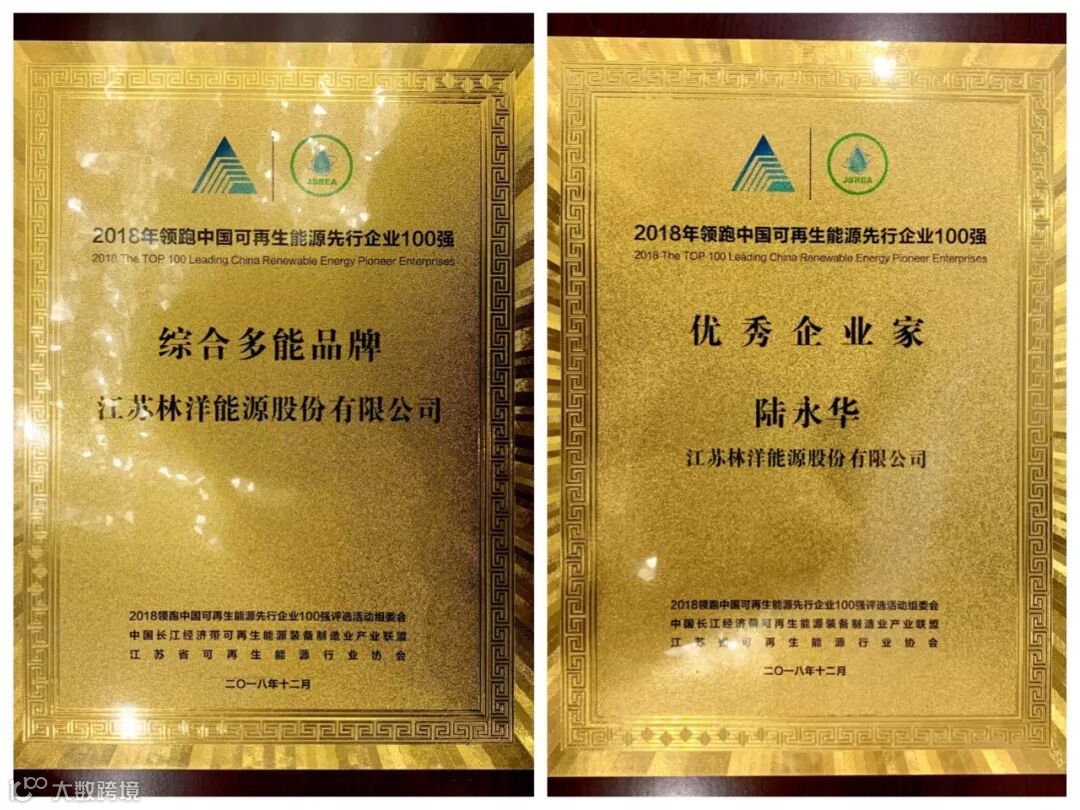 JSREA
2018年领跑中国可再生能源先行企业100强
2018 The TOP 100 Leading China Renewable Energy Pioneer Enterprises
综合多能品牌
江苏林洋能源股份有限公司
2018领跑中国可再生能源先行企业100强评选活动组委会
中国长江经济带可再生能源装备制造业产业联盟
江苏省可再生能源行业协会
二〇一八年十二月
JSREA
2018年领跑中国可再生能源先行企业100强
2018 The TOP 100 Leading China Renewable Energy Pioneer Enterprises
优秀企业家
陆永华
江苏林洋能源股份有限公司
2018领跑中国可再生能源先行企业100强评选活动组委会
中国长江经济带可再生能源装备制造业产业联盟
江苏省可再生能源行业协会
二〇一八年十二月
大数跨境